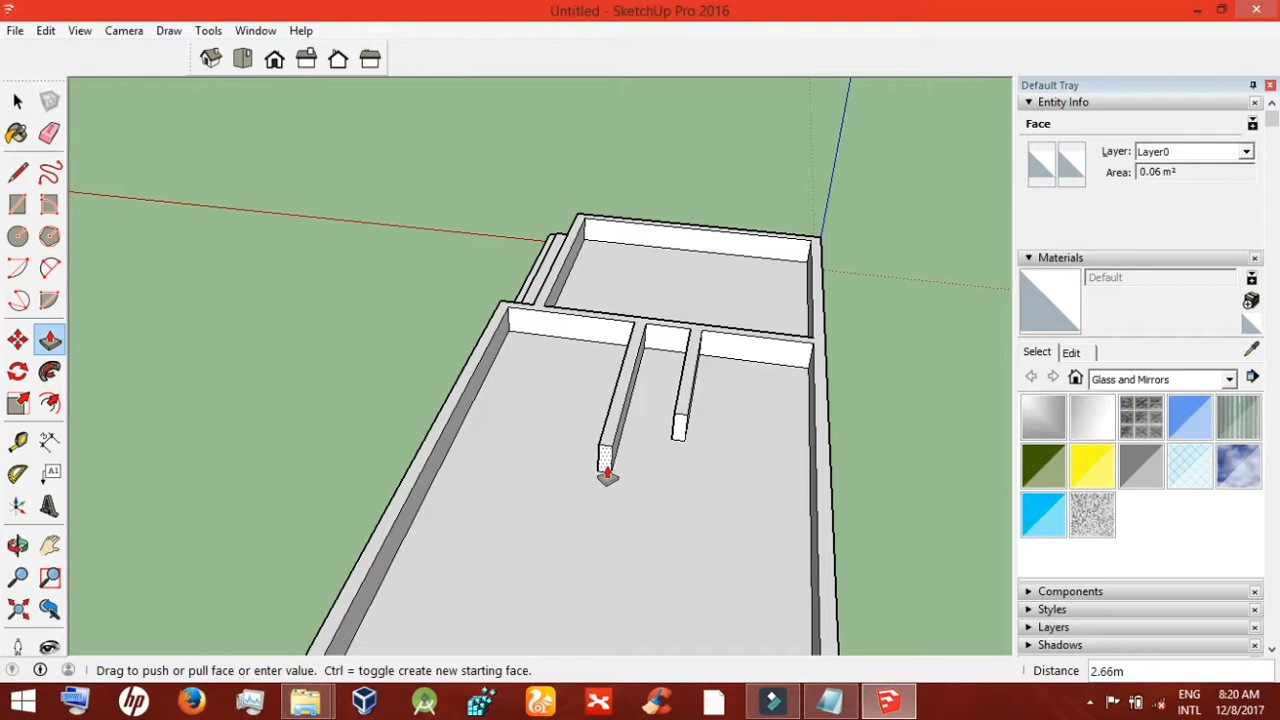 Untitled - SketchUp Pro 2016
File Edit View Camera Draw Tools Window Help
Default Tray
Entity Info
Face
Layer: Layer0
Area: 0.06 m²
Materials
Default
Select Edit
Glass and Mirrors
A1
Components
Styles
Layers
Shadows
Drag to push or pull face or enter value. Ctrl = toggle create new starting face.
Distance 2.66m
hp
ENG 8:20 AM
INTL 12/8/2017